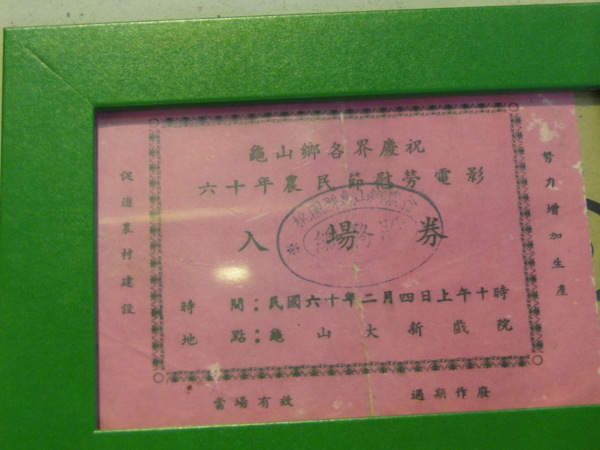 龜山鄉各界慶祝
六十年農民節慰勞電影
入場券
時間：民國六十年二月四日上午十時
地點：龜山大新戲院
努力增加生產
促進農村建設
當場有效
過期作廢